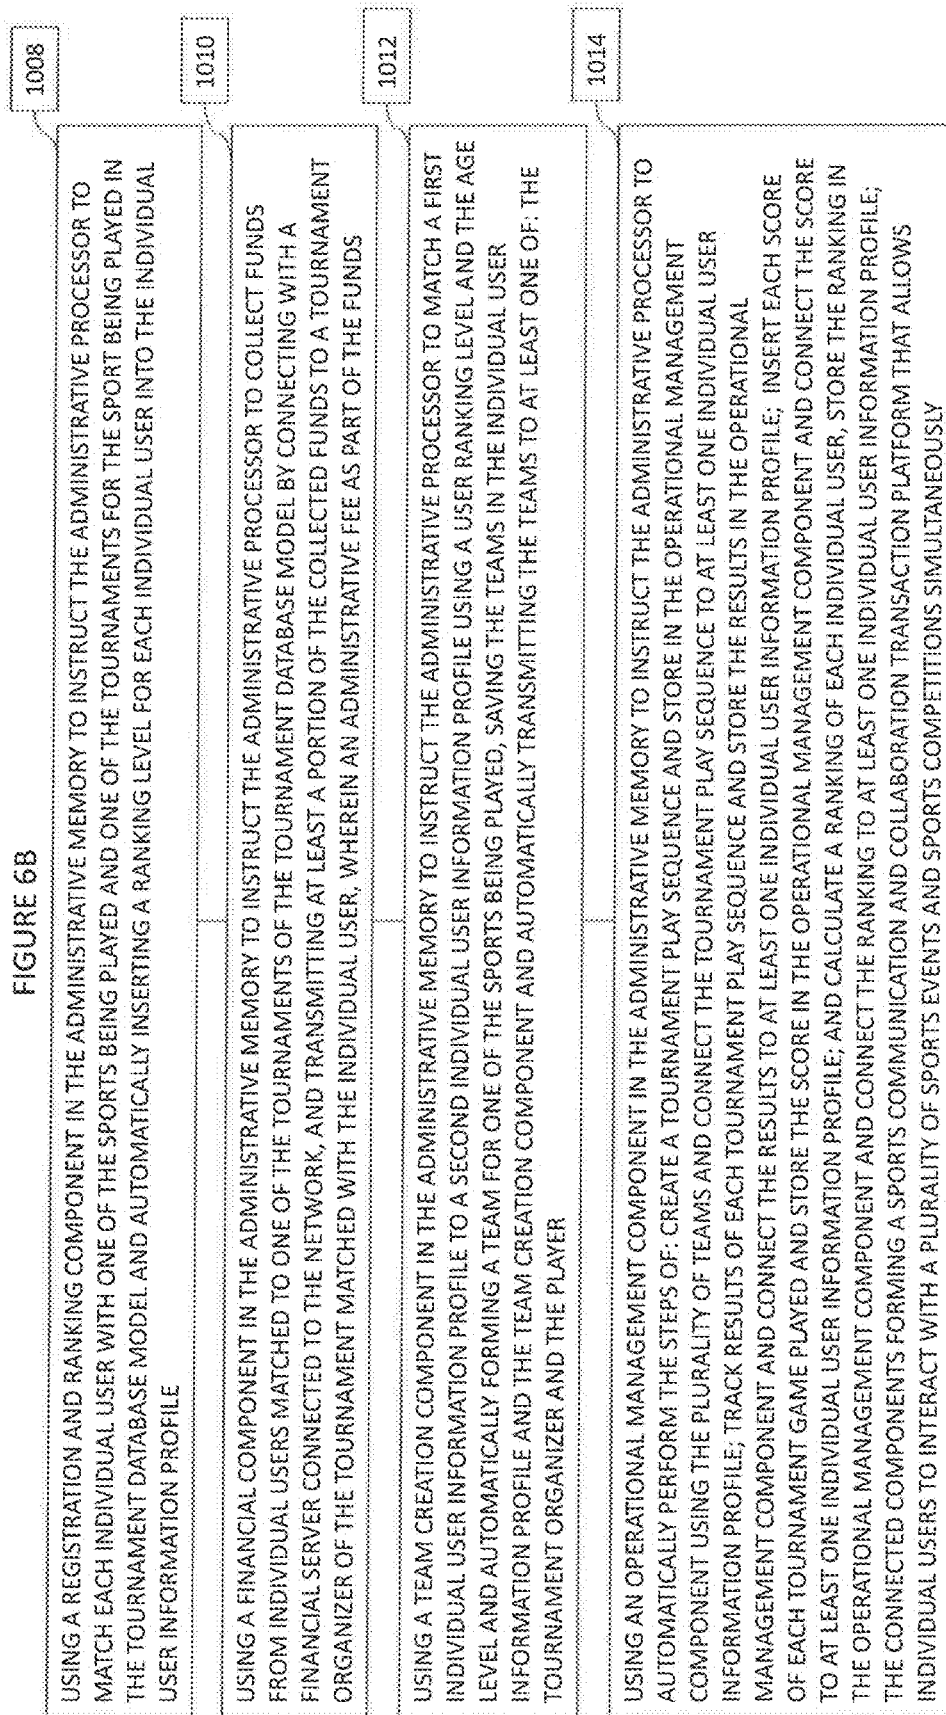 FIGURE 6B
1008
USING A REGISTRATION AND RANKING COMPONENT IN THE ADMINISTRATIVE MEMORY TO INSTRUCT THE ADMINISTRATIVE PROCESSOR TO
MATCH EACH INDIVIDUAL USER WITH ONE OF THE SPORTS BEING PLAYED AND ONE OF THE TOURNAMENTS FOR THE SPORT BEING PLAYED IN
THE TOURNAMENT DATABASE MODEL AND AUTOMATICALLY INSERTING A RANKING LEVEL FOR EACH INDIVIDUAL USER INTO THE INDIVIDUAL
USER INFORMATION PROFILE
1010
USING A FINANCIAL COMPONENT IN THE ADMINISTRATIVE MEMORY TO INSTRUCT THE ADMINISTRATIVE PROCESSOR TO COLLECT FUNDS
FROM INDIVIDUAL USERS MATCHED TO ONE OF THE TOURNAMENTS OF THE TOURNAMENT DATABASE MODEL BY CONNECTING WITH A
FINANCIAL SERVER CONNECTED TO THE NETWORK, AND TRANSMITTING AT LEAST A PORTION OF THE COLLECTED FUNDS TO A TOURNAMENT
ORGANIZER OF THE TOURNAMENT MATCHED WITH THE INDIVIDUAL USER, WHEREIN AN ADMINISTRATIVE FEE AS PART OF THE FUNDS
1012
USING A TEAM CREATION COMPONENT IN THE ADMINISTRATIVE MEMORY TO INSTRUCT THE ADMINISTRATIVE PROCESSOR TO MATCH A FIRST
INDIVIDUAL USER INFORMATION PROFILE TO A SECOND INDIVIDUAL USER INFORMATION PROFILE USING A USER RANKING LEVEL AND THE AGE
LEVEL AND AUTOMATICALLY FORMING A TEAM FOR ONE OF THE SPORTS BEING PLAYED, SAVING THE TEAMS IN THE INDIVIDUAL USER
INFORMATION PROFILE AND THE TEAM CREATION COMPONENT AND AUTOMATICALLY TRANSMITTING THE TEAMS TO AT LEAST ONE OF: THE
TOURNAMENT ORGANIZER AND THE PLAYER
1014
USING AN OPERATIONAL MANAGEMENT COMPONENT IN THE ADMINISTRATIVE MEMORY TO INSTRUCT THE ADMINISTRATIVE PROCESSOR TO
AUTOMATICALLY PERFORM THE STEPS OF: CREATE A TOURNAMENT PLAY SEQUENCE AND STORE IN THE OPERATIONAL MANAGEMENT
COMPONENT USING THE PLURALITY OF TEAMS AND CONNECT THE TOURNAMENT PLAY SEQUENCE TO AT LEAST ONE INDIVIDUAL USER
INFORMATION PROFILE; TRACK RESULTS OF EACH TOURNAMENT PLAY SEQUENCE AND STORE THE RESULTS IN THE OPERATIONAL
MANAGEMENT COMPONENT AND CONNECT THE RESULTS TO AT LEAST ONE INDIVIDUAL USER INFORMATION PROFILE; INSERT EACH SCORE
OF EACH TOURNAMENT GAME PLAYED AND STORE THE SCORE IN THE OPERATIONAL MANAGEMENT COMPONENT AND CONNECT THE SCORE
TO AT LEAST ONE INDIVIDUAL USER INFORMATION PROFILE; AND CALCULATE A RANKING OF EACH INDIVIDUAL USER, STORE THE RANKING IN
THE OPERATIONAL MANAGEMENT COMPONENT AND CONNECT THE RANKING TO AT LEAST ONE INDIVIDUAL USER INFORMATION PROFILE;
THE CONNECTED COMPONENTS FORMING A SPORTS COMMUNICATION AND COLLABORATION TRANSACTION PLATFORM THAT ALLOWS
INDIVIDUAL USERS TO INTERACT WITH A PLURALITY OF SPORTS EVENTS AND SPORTS COMPETITIONS SIMULTANEOUSLY